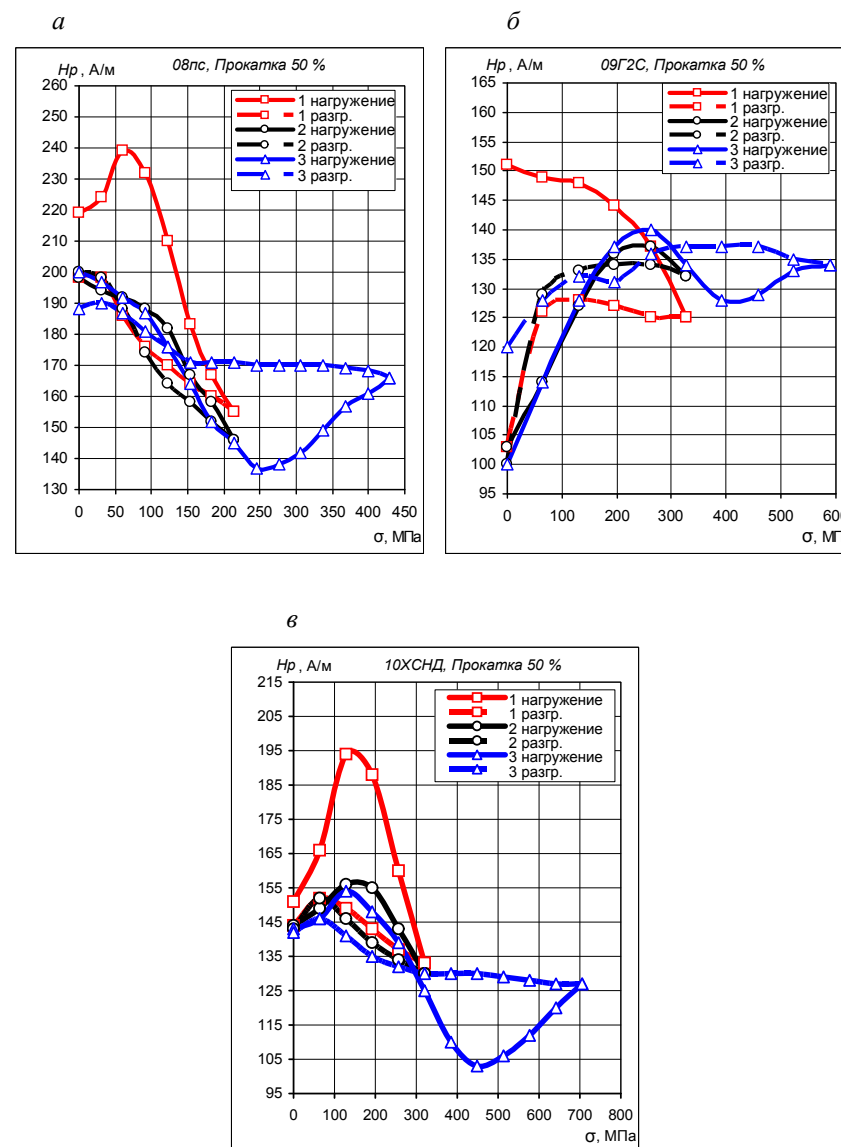 а
Нр , А/м
08пс, Прокатка 50 %
260
250
240
230
220
210
200
190
180
170
160
150
140
130
1 нагружение
1 разгр.
2 нагружение
2 разгр.
3 нагружение
3 разгр.
0 50 100 150 200 250 300 350 400 450
σ, МПа
б
Нр , А/м
09Г2С, Прокатка 50 %
165
160
155
150
145
140
135
130
125
120
115
110
105
100
95
1 нагружение
1 разгр.
2 нагружение
2 разгр.
3 нагружение
3 разгр.
0 100 200 300 400 500 600
σ, МП
в
Нр , А/м
10ХСНД, Прокатка 50 %
215
205
195
185
175
165
155
145
135
125
115
105
95
1 нагружение
1 разгр.
2 нагружение
2 разгр.
3 нагружение
3 разгр.
0 100 200 300 400 500 600 700 800
σ, МПа